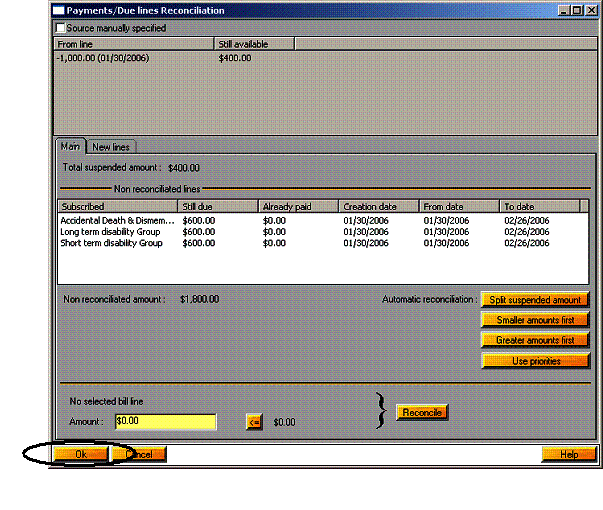 Payments/Due lines Reconciliation
Source manually specified
From line Still available
-1,000.00 (01/30/2006) $400.00
Main New lines
Total suspended amount: $400.00
Non reconciliated lines
Subscribed Still due Already paid Creation date From date To date
Accidental Death & Dismem... $600.00 $0.00 01/30/2006 01/30/2006 02/26/2006
Long term disability Group $600.00 $0.00 01/30/2006 01/30/2006 02/26/2006
Short term disability Group $600.00 $0.00 01/30/2006 01/30/2006 02/26/2006
Non reconciliated amount: $1,800.00 Automatic reconciliation: Split suspended amount
Smaller amounts first
Greater amounts first
Use priorities
No selected bill line
Amount: $0.00 <= $0.00 } Reconcile
Ok Cancel Help